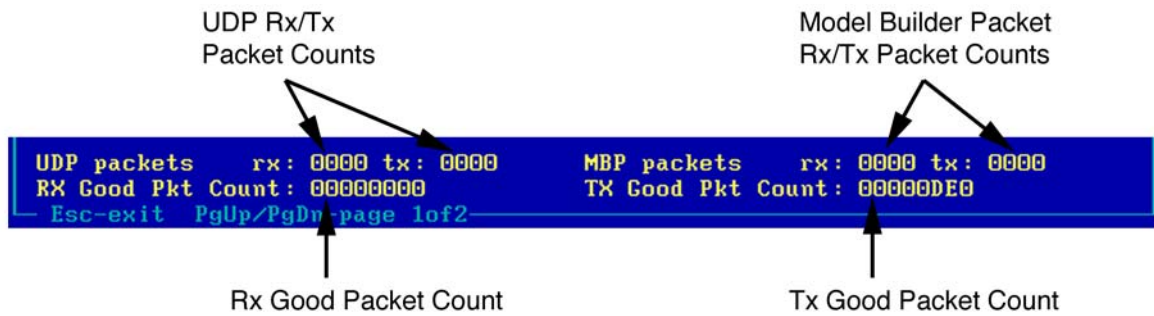 UDP Rx/Tx
Packet Counts
Model Builder Packet
Rx/Tx Packet Counts
UDP packets rx: 0000 tx: 0000 MBP packets rx: 0000 tx: 0000
RX Good Pkt Count: 00000000 TX Good Pkt Count: 00000DE0
Esc-exit PgUp/PgDn-page 1of2
Rx Good Packet Count
Tx Good Packet Count